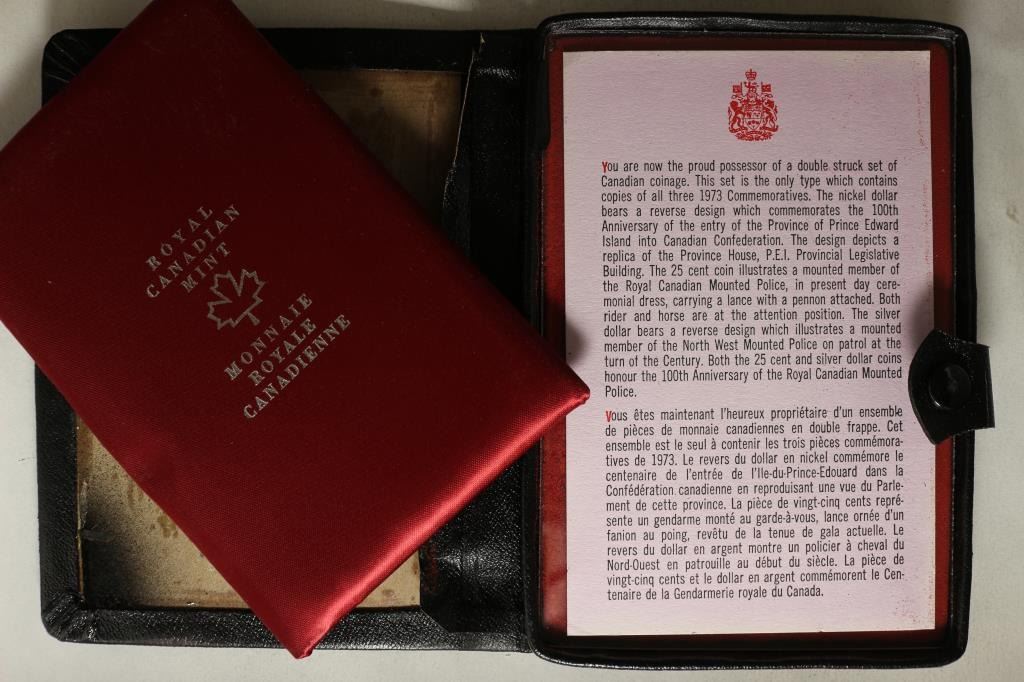 ROYAL
CANADIAN
MINT
MONNAIE
ROYALE
CANADIENNE
You are now the proud possessor of a double struck set of
Canadian coinage. This set is the only type which contains
copies of all three 1973 Commemoratives. The nickel dollar
bears a reverse design which commemorates the 100th
Anniversary of the entry of the Province of Prince Edward
Island into Canadian Confederation. The design depicts a
replica of the Province House, P.E.I. Provincial Legislative
Building. The 25 cent coin illustrates a mounted member of
the Royal Canadian Mounted Police, in present day cere-
monial dress, carrying a lance with a pennon attached. Both
rider and horse are at the attention position. The silver
dollar bears a reverse design which illustrates a mounted
member of the North West Mounted Police on patrol at the
turn of the Century. Both the 25 cent and silver dollar coins
honour the 100th Anniversary of the Royal Canadian Mounted
Police.
Vous êtes maintenant l'heureux propriétaire d'un ensemble
de pièces de monnaie canadiennes en double frappe. Cet
ensemble est le seul à contenir les trois pièces commémora-
tives de 1973. Le revers du dollar en nickel commémore le
centenaire de l'entrée de l'Ile-du-Prince-Edouard dans la
Confédération canadienne en reproduisant une vue du Parle-
ment de cette province. La pièce de vingt-cinq cents repré-
sente un gendarme monté au garde-à-vous, lance ornée d'un
fanion au poing, revêtu de la tenue de gala actuelle. Le
revers du dollar en argent montre un policier à cheval du
Nord-Ouest en patrouille au début du siècle. La pièce de
vingt-cinq cents et le dollar en argent commémorent le Cen-
tenaire de la Gendarmerie royale du Canada.